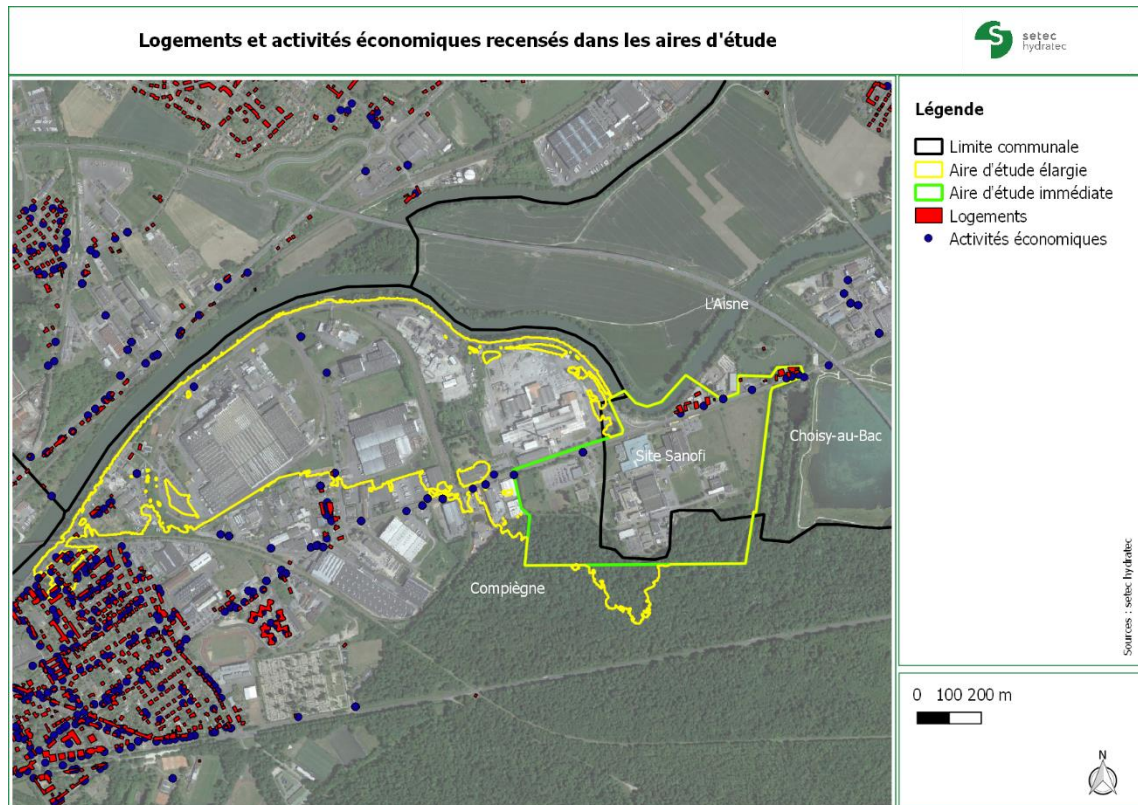 Logements et activités économiques recensés dans les aires d'étude
setec
hydratec
Légende
Limite communale
Aire d'étude élargie
Aire d'étude immédiate
Logements
Activités économiques
L'Aisne
Choisy-au-Bac
Site Sanofi
Compiègne
Sources : setec hydratec
0 100 200 m
N